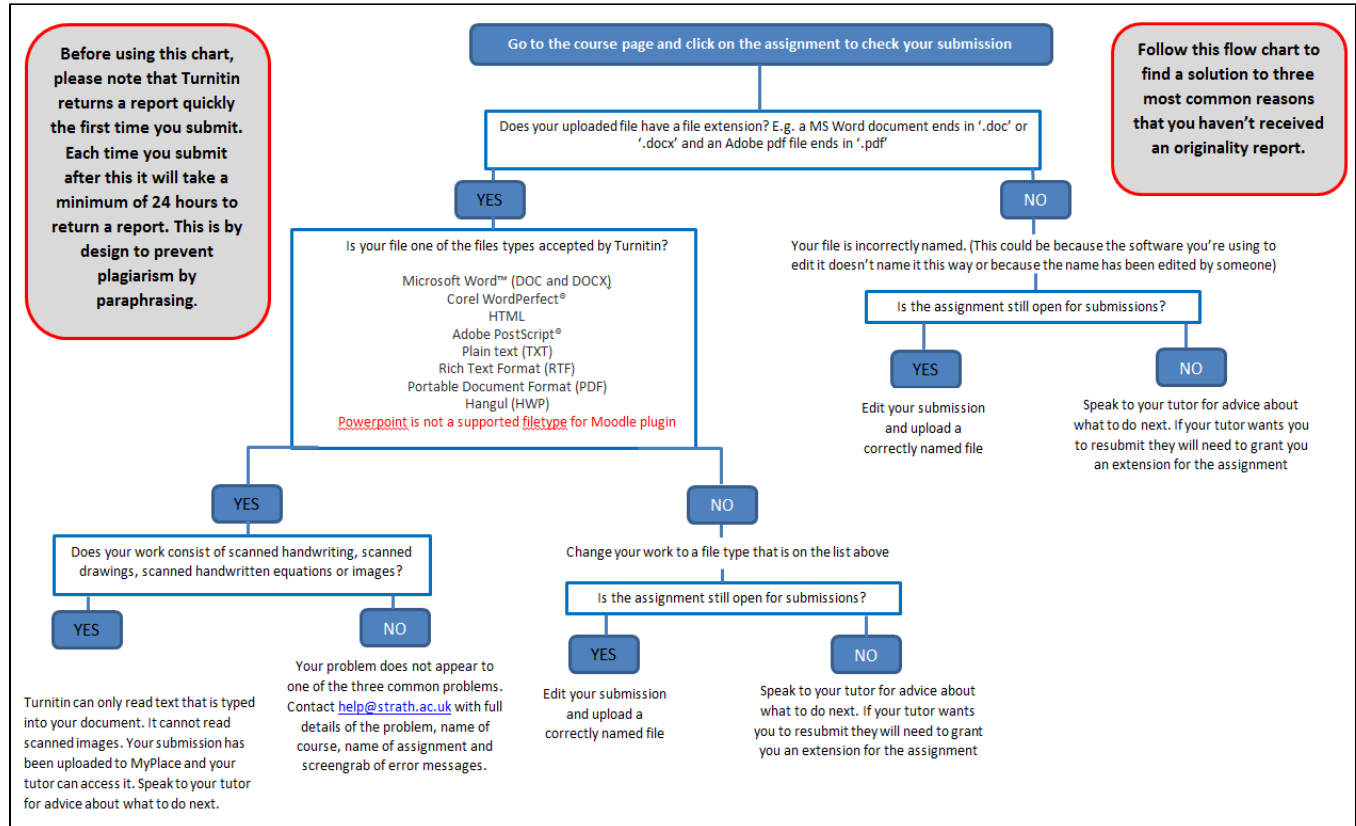 Before using this chart,
please note that Turnitin
returns a report quickly
the first time you submit.
Each time you submit
after this it will take a
minimum of 24 hours to
return a report. This is by
design to prevent
plagiarism by
paraphrasing.
Go to the course page and click on the assignment to check your submission
Follow this flow chart to
find a solution to three
most common reasons
that you haven't received
an originality report.
Does your uploaded file have a file extension? E.g. a MS Word document ends in '.doc' or
'.docx' and an Adobe pdf file ends in '.pdf'
YES
NO
Is your file one of the files types accepted by Turnitin?
Microsoft Word™ (DOC and DOCX)
Corel WordPerfect®
HTML
Adobe PostScript®
Plain text (TXT)
Rich Text Format (RTF)
Portable Document Format (PDF)
Hangul (HWP)
Powerpoint is not a supported filetype for Moodle plugin
Your file is incorrectly named. (This could be because the software you're using to
edit it doesn't name it this way or because the name has been edited by someone)
Is the assignment still open for submissions?
YES
NO
Edit your submission
and upload a
correctly named file
Speak to your tutor for advice about
what to do next. If your tutor wants you
to resubmit they will need to grant you
an extension for the assignment
YES
NO
Does your work consist of scanned handwriting, scanned
drawings, scanned handwritten equations or images?
Change your work to a file type that is on the list above
Is the assignment still open for submissions?
YES
NO
YES
NO
Turnitin can only read text that is typed
into your document. It cannot read
scanned images. Your submission has
been uploaded to MyPlace and your
tutor can access it. Speak to your tutor
for advice about what to do next.
Your problem does not appear to
one of the three common problems.
Contact help@strath.ac.uk with full
details of the problem, name of
course, name of assignment and
screengrab of error messages.
Edit your submission
and upload a
correctly named file
Speak to your tutor for advice about
what to do next. If your tutor wants
you to resubmit they will need to grant
you an extension for the assignment